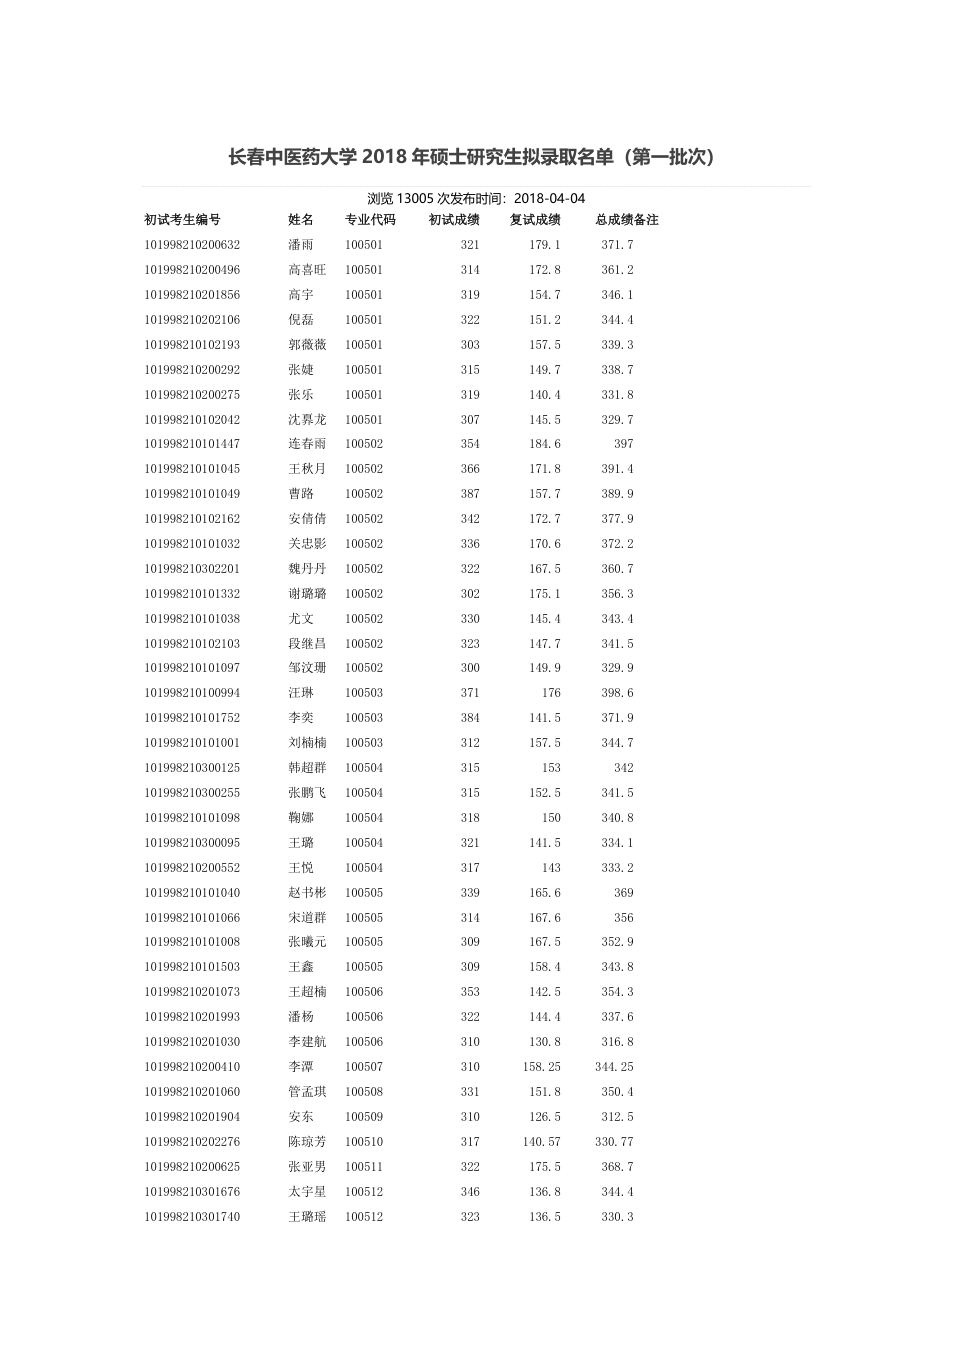 长春中医药大学 2018 年硕士研究生拟录取名单（第一批次）
浏览 13005 次发布时间：2018-04-04
初试考生编号 姓名 专业代码 初试成绩 复试成绩 总成绩备注
101998210200632 潘雨 100501 321 179.1 371.7
101998210200496 高喜旺 100501 314 172.8 361.2
101998210201856 高宇 100501 319 154.7 346.1
101998210202106 倪磊 100501 322 151.2 344.4
101998210102193 郭薇薇 100501 303 157.5 339.3
101998210200292 张婕 100501 315 149.7 338.7
101998210200275 张乐 100501 319 140.4 331.8
101998210102042 沈奡龙 100501 307 145.5 329.7
101998210101447 连春雨 100502 354 184.6 397
101998210101045 王秋月 100502 366 171.8 391.4
101998210101049 曹路 100502 387 157.7 389.9
101998210102162 安倩倩 100502 342 172.7 377.9
101998210101032 关忠影 100502 336 170.6 372.2
101998210302201 魏丹丹 100502 322 167.5 360.7
101998210101332 谢璐璐 100502 302 175.1 356.3
101998210101038 尤文 100502 330 145.4 343.4
101998210102103 段继昌 100502 323 147.7 341.5
101998210101097 邹汶珊 100502 300 149.9 329.9
101998210100994 汪琳 100503 371 176 398.6
101998210101752 李奕 100503 384 141.5 371.9
101998210101001 刘楠楠 100503 312 157.5 344.7
101998210300125 韩超群 100504 315 153 342
101998210300255 张鹏飞 100504 315 152.5 341.5
101998210101098 鞠娜 100504 318 150 340.8
101998210300095 王璐 100504 321 141.5 334.1
101998210200552 王悦 100504 317 143 333.2
101998210101040 赵书彬 100505 339 165.6 369
101998210101066 宋道群 100505 314 167.6 356
101998210101008 张曦元 100505 309 167.5 352.9
101998210101503 王鑫 100505 309 158.4 343.8
101998210201073 王超楠 100506 353 142.5 354.3
101998210201993 潘杨 100506 322 144.4 337.6
101998210201030 李建航 100506 310 130.8 316.8
101998210200410 李潭 100507 310 158.25 344.25
101998210201060 管孟琪 100508 331 151.8 350.4
101998210201904 安东 100509 310 126.5 312.5
101998210202276 陈琼芳 100510 317 140.57 330.77
101998210200625 张亚男 100511 322 175.5 368.7
101998210301676 太宇星 100512 346 136.8 344.4
101998210301740 王璐瑶 100512 323 136.5 330.3